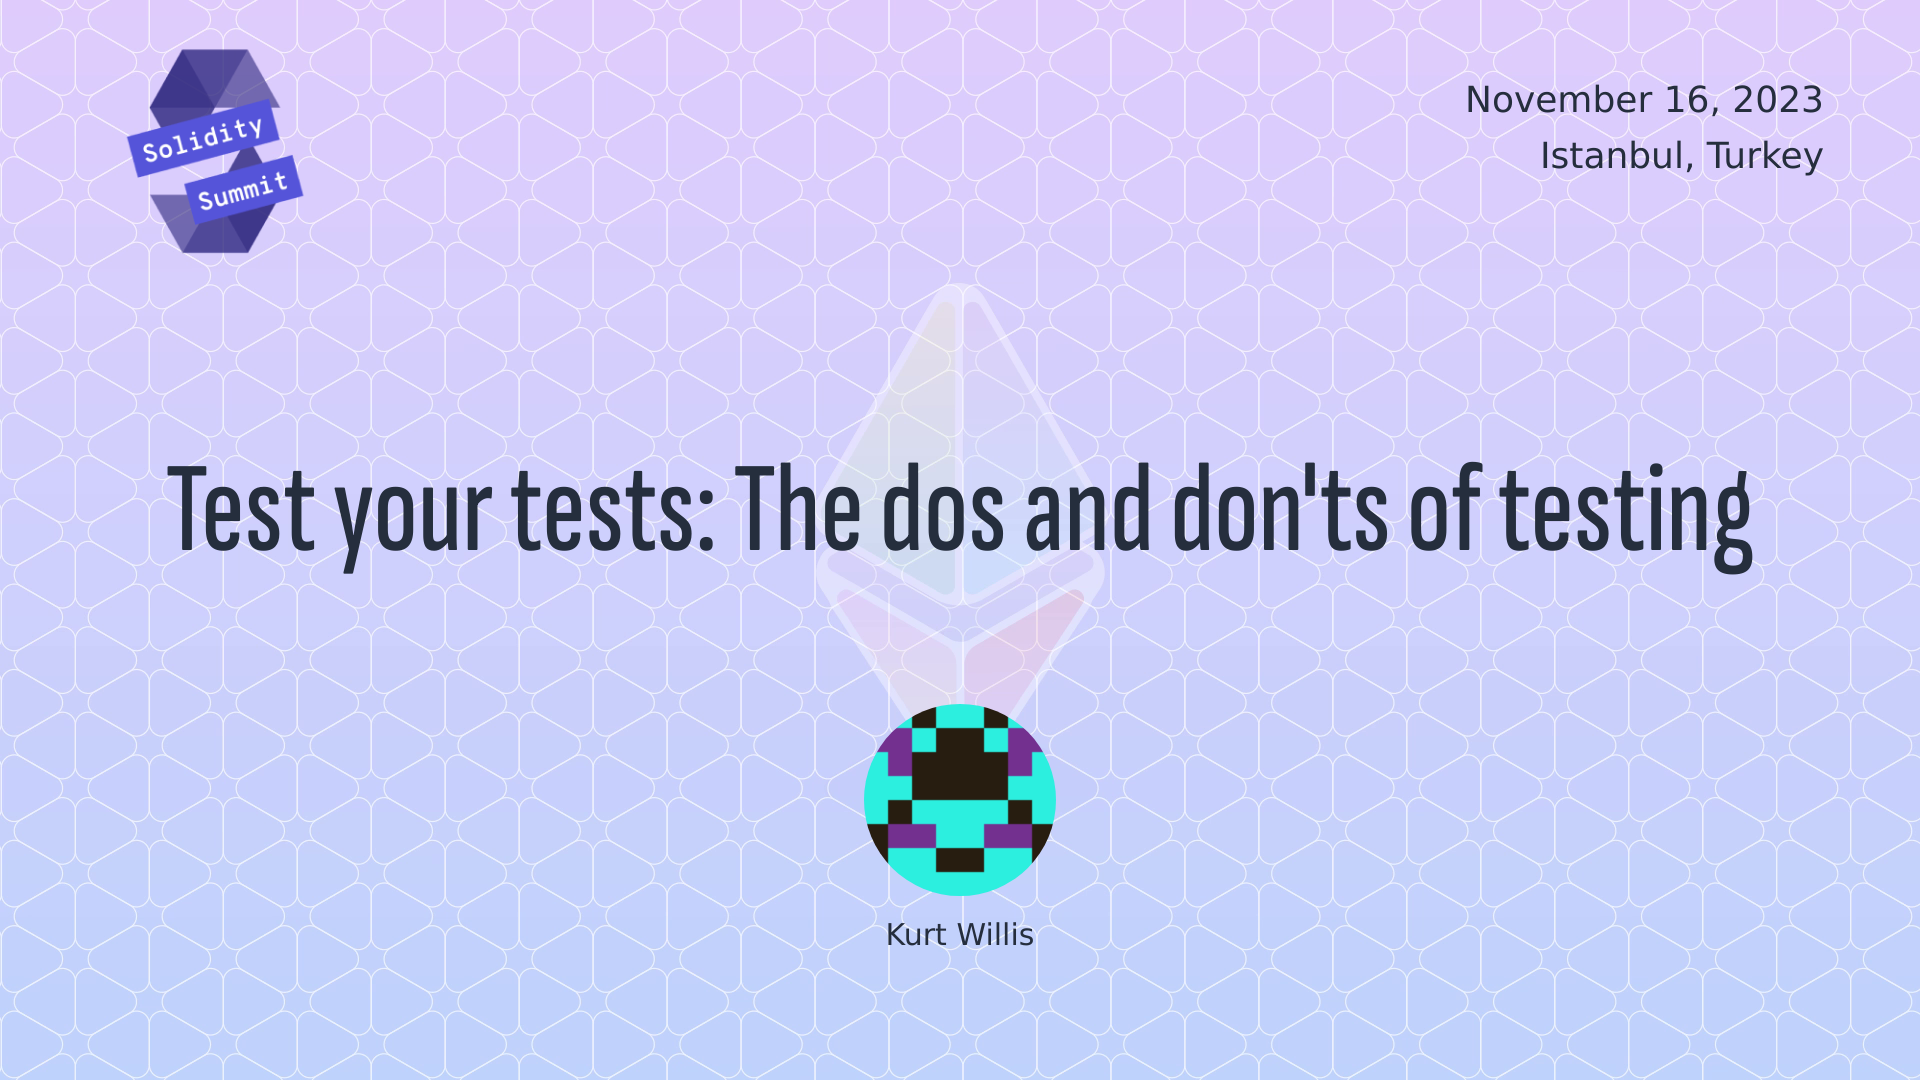 Solidity
Summit
November 16, 2023
Istanbul, Turkey
Test your tests: The dos and don'ts of testing
Kurt Willis